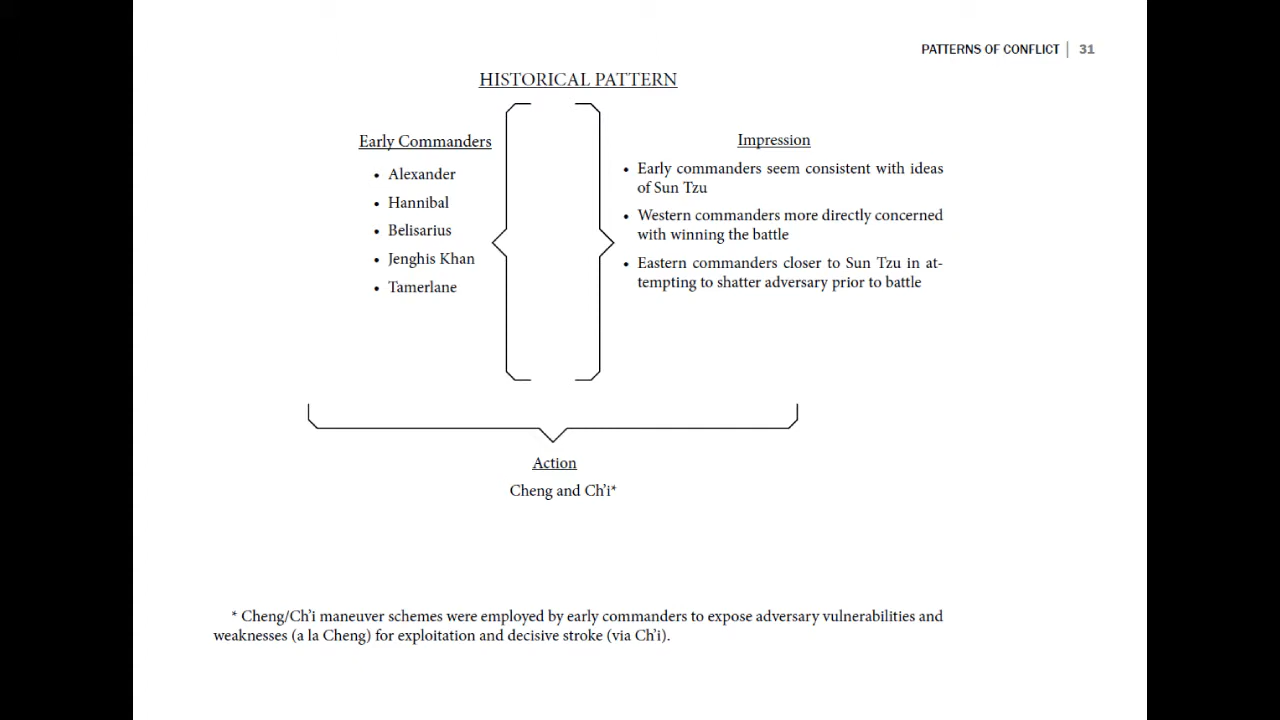 PATTERNS OF CONFLICT | 31
HISTORICAL PATTERN
Early Commanders
• Alexander
• Hannibal
• Belisarius
• Jenghis Khan
• Tamerlane
Impression
• Early commanders seem consistent with ideas
of Sun Tzu
• Western commanders more directly concerned
with winning the battle
• Eastern commanders closer to Sun Tzu in at-
tempting to shatter adversary prior to battle
Action
Cheng and Ch'i*
* Cheng/Ch'i maneuver schemes were employed by early commanders to expose adversary vulnerabilities and
weaknesses (a la Cheng) for exploitation and decisive stroke (via Ch'i).